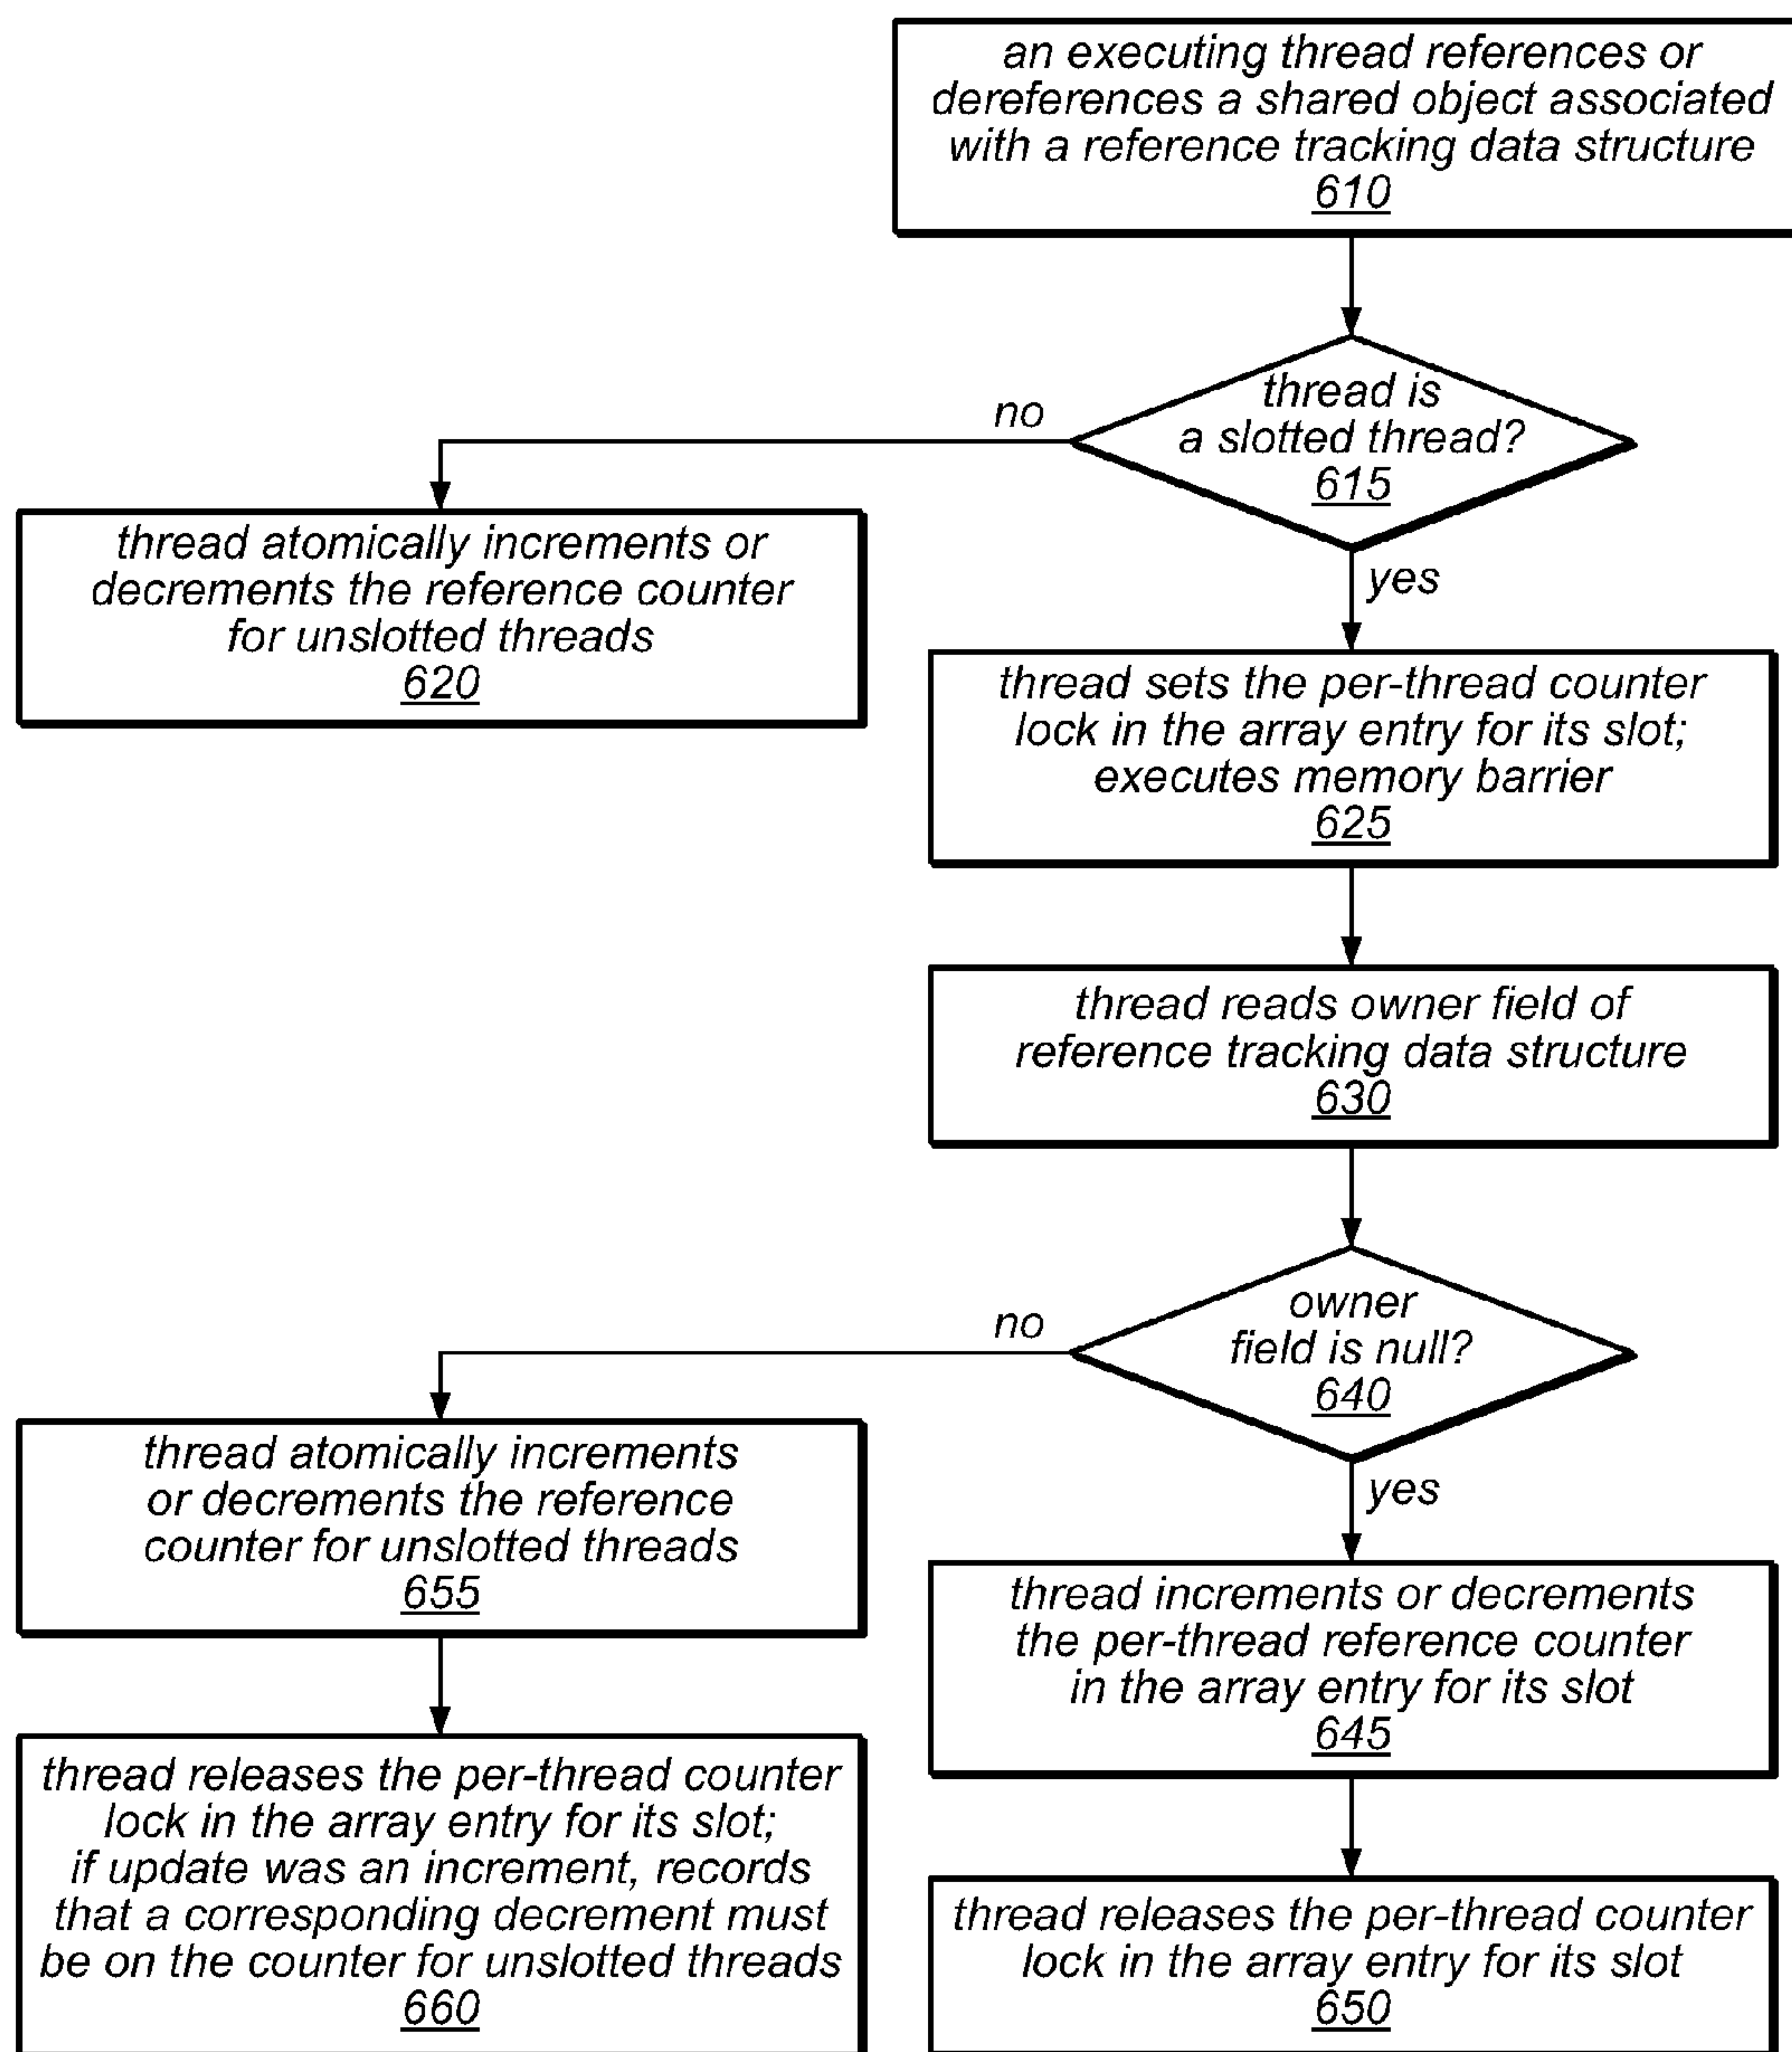 an executing thread references or
dereferences a shared object associated
with a reference tracking data structure
610
thread is
a slotted thread?
615
no
yes
thread atomically increments or
decrements the reference counter
for unslotted threads
620
thread sets the per-thread counter
lock in the array entry for its slot;
executes memory barrier
625
thread reads owner field of
reference tracking data structure
630
owner
field is null?
640
no
yes
thread atomically increments
or decrements the reference
counter for unslotted threads
655
thread increments or decrements
the per-thread reference counter
in the array entry for its slot
645
thread releases the per-thread counter
lock in the array entry for its slot;
if update was an increment, records
that a corresponding decrement must
be on the counter for unslotted threads
660
thread releases the per-thread counter
lock in the array entry for its slot
650